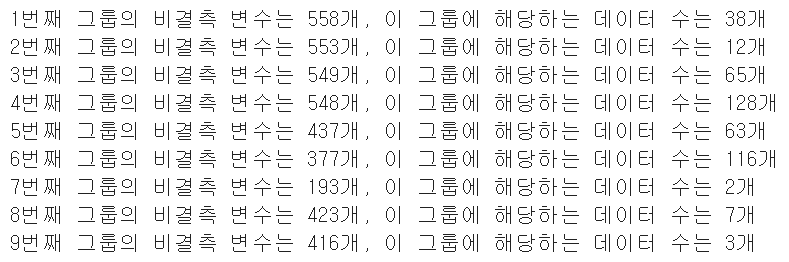 1번째 그룹의 비결측 변수는 558개, 이 그룹에 해당하는 데이터 수는 38개
2번째 그룹의 비결측 변수는 553개, 이 그룹에 해당하는 데이터 수는 12개
3번째 그룹의 비결측 변수는 549개, 이 그룹에 해당하는 데이터 수는 65개
4번째 그룹의 비결측 변수는 548개, 이 그룹에 해당하는 데이터 수는 128개
5번째 그룹의 비결측 변수는 437개, 이 그룹에 해당하는 데이터 수는 63개
6번째 그룹의 비결측 변수는 377개, 이 그룹에 해당하는 데이터 수는 116개
7번째 그룹의 비결측 변수는 193개, 이 그룹에 해당하는 데이터 수는 2개
8번째 그룹의 비결측 변수는 423개, 이 그룹에 해당하는 데이터 수는 7개
9번째 그룹의 비결측 변수는 416개, 이 그룹에 해당하는 데이터 수는 3개